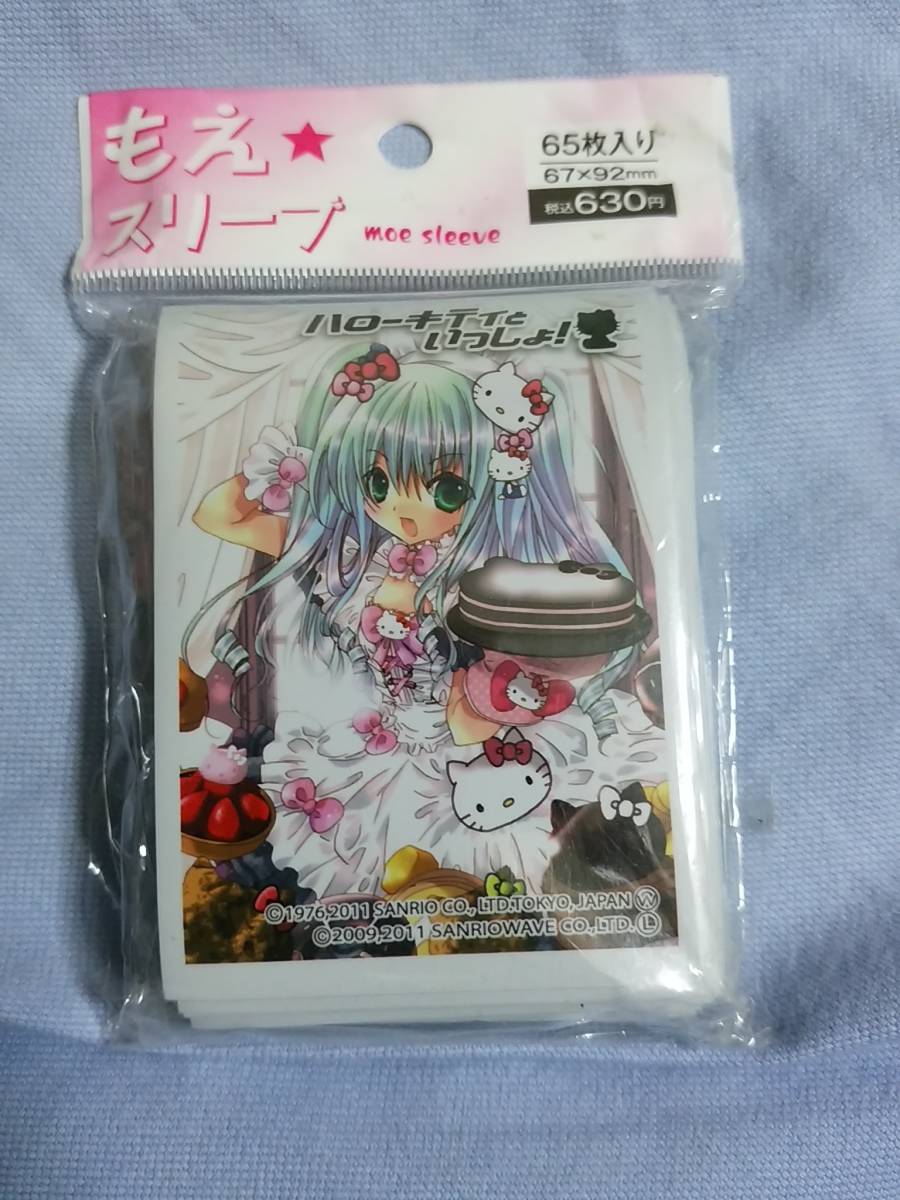 もえ★
スリーブ
moe sleeve
65枚入り
67×92mm
税込630円
ハローキティと
いっしょ!
©1976,2011 SANRIO CO., LTD.TOKYO, JAPAN Ⓦ
©2009,2011 SANRIOWAVE CO.,LTD. Ⓛ